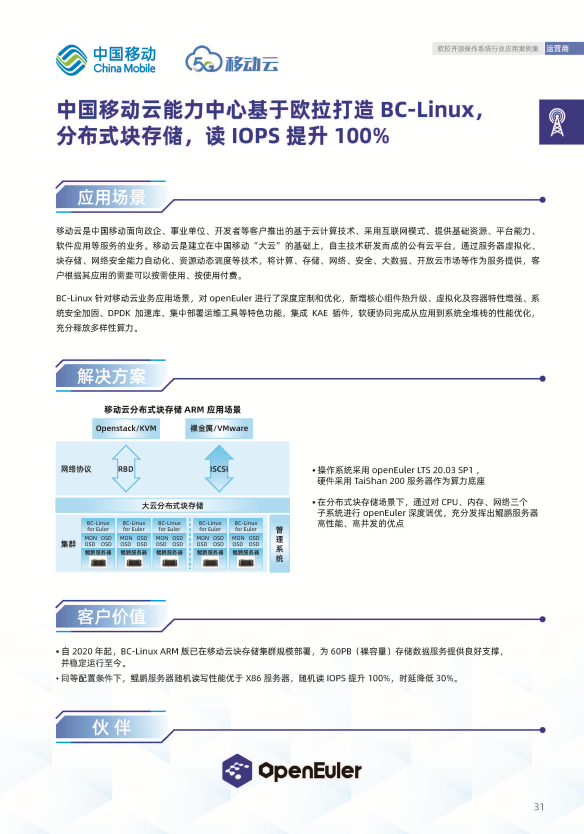 中国移动
China Mobile
5G 移动云
欧拉开源操作系统行业应用案例集 运营商
中国移动云能力中心基于欧拉打造 BC-Linux，
分布式块存储，读 IOPS 提升 100%
应用场景
移动云是中国移动面向政企、事业单位、开发者等客户推出的基于云计算技术、采用互联网模式、提供基础资源、平台能力、
软件应用等服务的业务。移动云是建立在中国移动“大云”的基础上，自主技术研发而成的公有云平台，通过服务器虚拟化、
块存储、网络安全能力自动化、资源动态调度等技术，将计算、存储、网络、安全、大数据、开放云市场等作为服务提供，客
户根据其应用的需要可以按需使用、按使用付费。
BC-Linux 针对移动云业务应用场景，对 openEuler 进行了深度定制和优化，新增核心组件热升级、虚拟化及容器特性增强、系
统安全加固、DPDK 加速库、集中部署运维工具等特色功能，集成 KAE 插件，软硬协同完成从应用到系统全堆栈的性能优化，
充分释放多样性算力。
解决方案
移动云分布式块存储 ARM 应用场景
Openstack/KVM 裸金属/VMware
网络协议 RBD ISCSI
大云分布式块存储
集群
BC-Linux for Euler BC-Linux for Euler BC-Linux for Euler BC-Linux for Euler BC-Linux for Euler
MON OSD MON OSD MON OSD MON OSD MON OSD
OSD OSD OSD OSD OSD OSD OSD OSD OSD OSD
鲲鹏服务器 鲲鹏服务器 鲲鹏服务器 鲲鹏服务器 鲲鹏服务器
管理系统
• 操作系统采用 openEuler LTS 20.03 SP1，
硬件采用 TaiShan 200 服务器作为算力底座
• 在分布式块存储场景下，通过对 CPU、内存、网络三个
子系统进行 openEuler 深度调优，充分发挥出鲲鹏服务器
高性能、高并发的优点
客户价值
• 自 2020 年起，BC-Linux ARM 版已在移动云块存储集群规模部署，为 60PB（裸容量）存储数据服务提供良好支撑，
并稳定运行至今。
• 同等配置条件下，鲲鹏服务器随机读写性能优于 X86 服务器，随机读 IOPS 提升 100%，时延降低 30%。
伙伴
OpenEuler
31